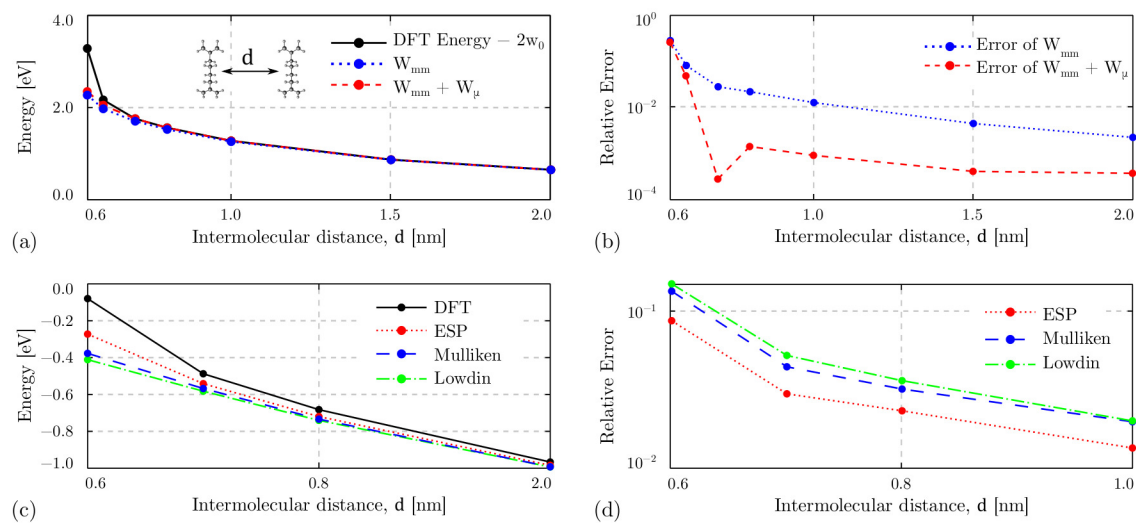 4.0
2.0
0.0
Energy [eV]
d
DFT Energy − 2w₀
Wₘₘ
Wₘₘ + Wμ
0.6
1.0
1.5
2.0
(a)
Intermolecular distance, d [nm]
10⁰
10⁻²
10⁻⁴
Relative Error
Error of Wₘₘ
Error of Wₘₘ + Wμ
0.6
1.0
1.5
2.0
(b)
Intermolecular distance, d [nm]
0.0
−0.2
−0.4
−0.6
−0.8
−1.0
Energy [eV]
DFT
ESP
Mulliken
Lowdin
0.6
0.8
2.0
(c)
Intermolecular distance, d [nm]
10⁻¹
10⁻²
Relative Error
ESP
Mulliken
Lowdin
0.6
0.8
1.0
(d)
Intermolecular distance, d [nm]